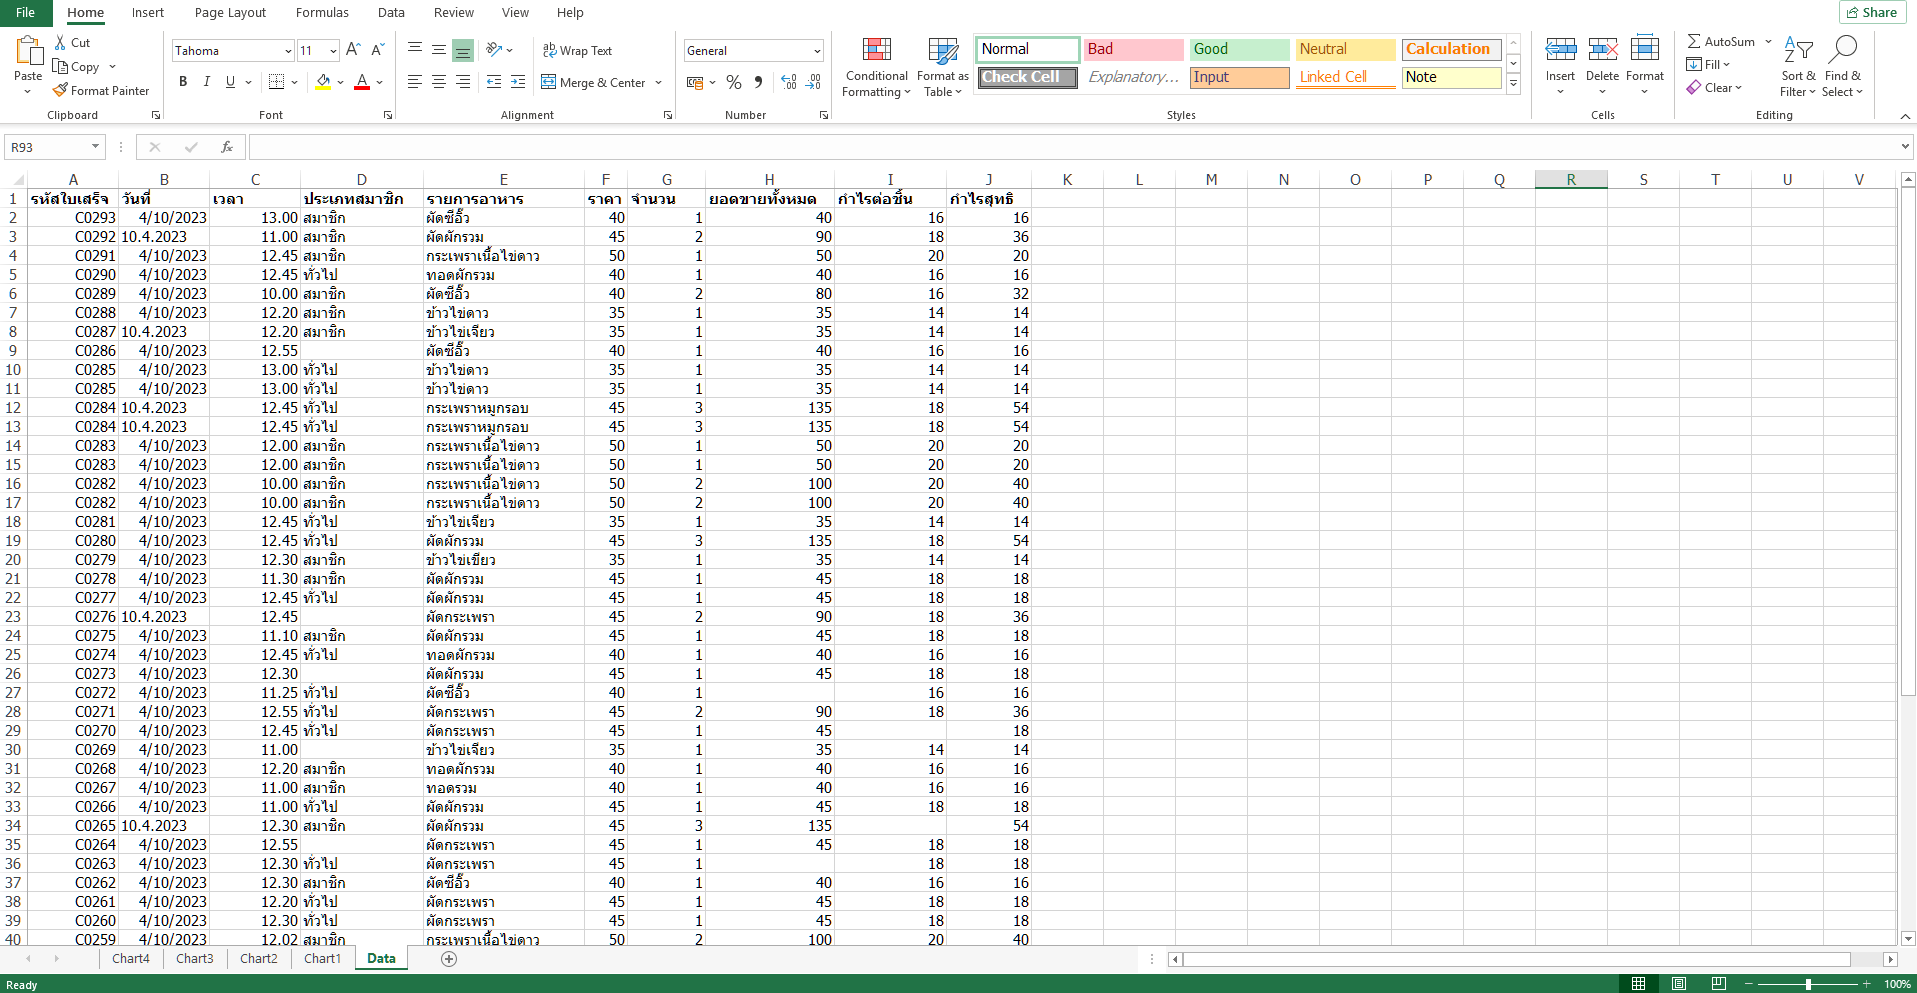 File Home Insert Page Layout Formulas Data Review View Help Share
Cut Tahoma 11 Wrap Text General Normal Bad Good Neutral Calculation AutoSum
Paste Copy Conditional Format as Check Cell Explanatory... Input Linked Cell Note Insert Delete Format Fill Sort & Find &
Format Painter B I U Merge & Center Formatting Table Clear Filter Select
Clipboard Font Alignment Number Styles Cells Editing
R93 fx
A B C D E F G H I J K L M N O P Q R S T U V
1 รหัสใบเสร็จ วันที่ เวลา ประเภทสมาชิก รายการอาหาร ราคา จำนวน ยอดขายทั้งหมด กำไรต่อชิ้น กำไรสุทธิ
2 C0293 4/10/2023 13.00 สมาชิก ผัดซีอิ๊ว 40 1 40 16 16
3 C0292 10.4.2023 11.00 สมาชิก ผัดผักรวม 45 2 90 18 36
4 C0291 4/10/2023 12.45 สมาชิก กระเพราเนื้อไข่ดาว 50 1 50 20 20
5 C0290 4/10/2023 12.45 ทั่วไป ทอดผักรวม 40 1 40 16 16
6 C0289 4/10/2023 10.00 สมาชิก ผัดซีอิ๊ว 40 2 80 16 32
7 C0288 4/10/2023 12.20 สมาชิก ข้าวไข่ดาว 35 1 35 14 14
8 C0287 10.4.2023 12.20 สมาชิก ข้าวไข่เจียว 35 1 35 14 14
9 C0286 4/10/2023 12.55 ผัดซีอิ๊ว 40 1 40 16 16
10 C0285 4/10/2023 13.00 ทั่วไป ข้าวไข่ดาว 35 1 35 14 14
11 C0285 4/10/2023 13.00 ทั่วไป ข้าวไข่ดาว 35 1 35 14 14
12 C0284 10.4.2023 12.45 ทั่วไป กระเพราหมูกรอบ 45 3 135 18 54
13 C0284 10.4.2023 12.45 ทั่วไป กระเพราหมูกรอบ 45 3 135 18 54
14 C0283 4/10/2023 12.00 สมาชิก กระเพราเนื้อไข่ดาว 50 1 50 20 20
15 C0283 4/10/2023 12.00 สมาชิก กระเพราเนื้อไข่ดาว 50 1 50 20 20
16 C0282 4/10/2023 10.00 สมาชิก กระเพราเนื้อไข่ดาว 50 2 100 20 40
17 C0282 4/10/2023 10.00 สมาชิก กระเพราเนื้อไข่ดาว 50 2 100 20 40
18 C0281 4/10/2023 12.45 ทั่วไป ข้าวไข่เจียว 35 1 35 14 14
19 C0280 4/10/2023 12.45 ทั่วไป ผัดผักรวม 45 3 135 18 54
20 C0279 4/10/2023 12.30 สมาชิก ข้าวไข่เขียว 35 1 35 14 14
21 C0278 4/10/2023 11.30 สมาชิก ผัดผักรวม 45 1 45 18 18
22 C0277 4/10/2023 12.45 ทั่วไป ผัดผักรวม 45 1 45 18 18
23 C0276 10.4.2023 12.45 ผัดกระเพรา 45 2 90 18 36
24 C0275 4/10/2023 11.10 สมาชิก ผัดผักรวม 45 1 45 18 18
25 C0274 4/10/2023 12.45 ทั่วไป ทอดผักรวม 40 1 40 16 16
26 C0273 4/10/2023 12.30 ผัดผักรวม 45 1 45 18 18
27 C0272 4/10/2023 11.25 ทั่วไป ผัดซีอิ๊ว 40 1 16 16
28 C0271 4/10/2023 12.55 ทั่วไป ผัดกระเพรา 45 2 90 18 36
29 C0270 4/10/2023 12.45 ทั่วไป ผัดกระเพรา 45 1 45 18
30 C0269 4/10/2023 11.00 ข้าวไข่เจียว 35 1 35 14 14
31 C0268 4/10/2023 12.20 สมาชิก ทอดผักรวม 40 1 40 16 16
32 C0267 4/10/2023 11.00 สมาชิก ทอดรวม 40 1 40 16 16
33 C0266 4/10/2023 11.00 ทั่วไป ผัดผักรวม 45 1 45 18 18
34 C0265 10.4.2023 12.30 สมาชิก ผัดผักรวม 45 3 135 54
35 C0264 4/10/2023 12.55 ผัดกระเพรา 45 1 45 18 18
36 C0263 4/10/2023 12.30 ทั่วไป ผัดกระเพรา 45 1 18 18
37 C0262 4/10/2023 12.30 สมาชิก ผัดซีอิ๊ว 40 1 40 16 16
38 C0261 4/10/2023 12.20 ทั่วไป ผัดกระเพรา 45 1 45 18 18
39 C0260 4/10/2023 12.30 ทั่วไป ผัดกระเพรา 45 1 45 18 18
40 C0259 4/10/2023 12.02 สมาชิก กระเพราเนื้อไข่ดาว 50 2 100 20 40
Chart4 Chart3 Chart2 Chart1 Data
Ready 100%